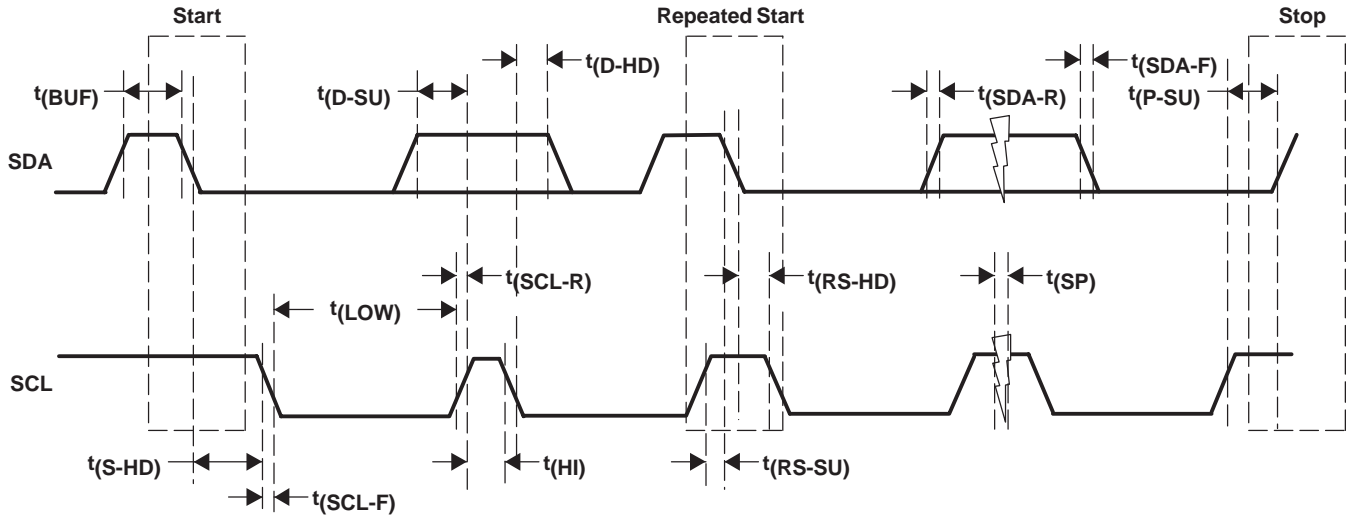 Start
Repeated Start
Stop
t(BUF)
t(D-SU)
t(D-HD)
t(SDA-R)
t(SDA-F)
t(P-SU)
SDA
t(LOW)
t(SCL-R)
t(RS-HD)
t(SP)
SCL
t(S-HD)
t(SCL-F)
t(HI)
t(RS-SU)